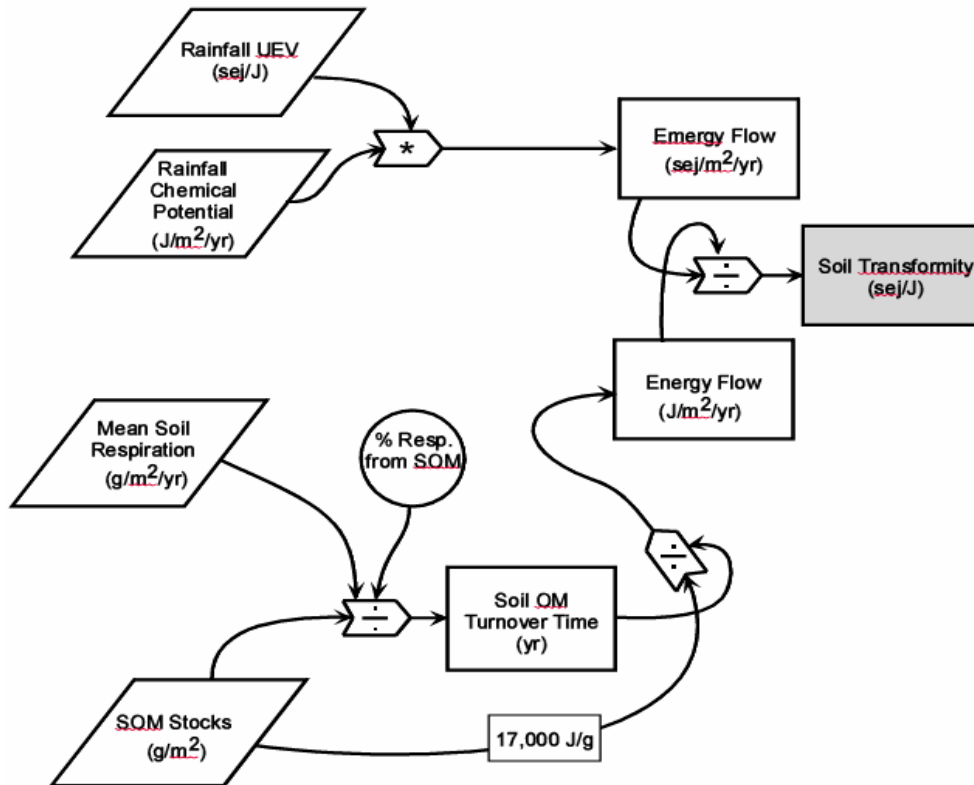 Rainfall UEV
(sej/J)
*
Emergy Flow
(sej/m²/yr)
Rainfall
Chemical
Potential
(J/m²/yr)
÷
Soil Transformity
(sej/J)
Energy Flow
(J/m²/yr)
Mean Soil
Respiration
(g/m²/yr)
% Resp.
from SOM
÷
÷
Soil OM
Turnover Time
(yr)
SOM Stocks
(g/m²)
17,000 J/g